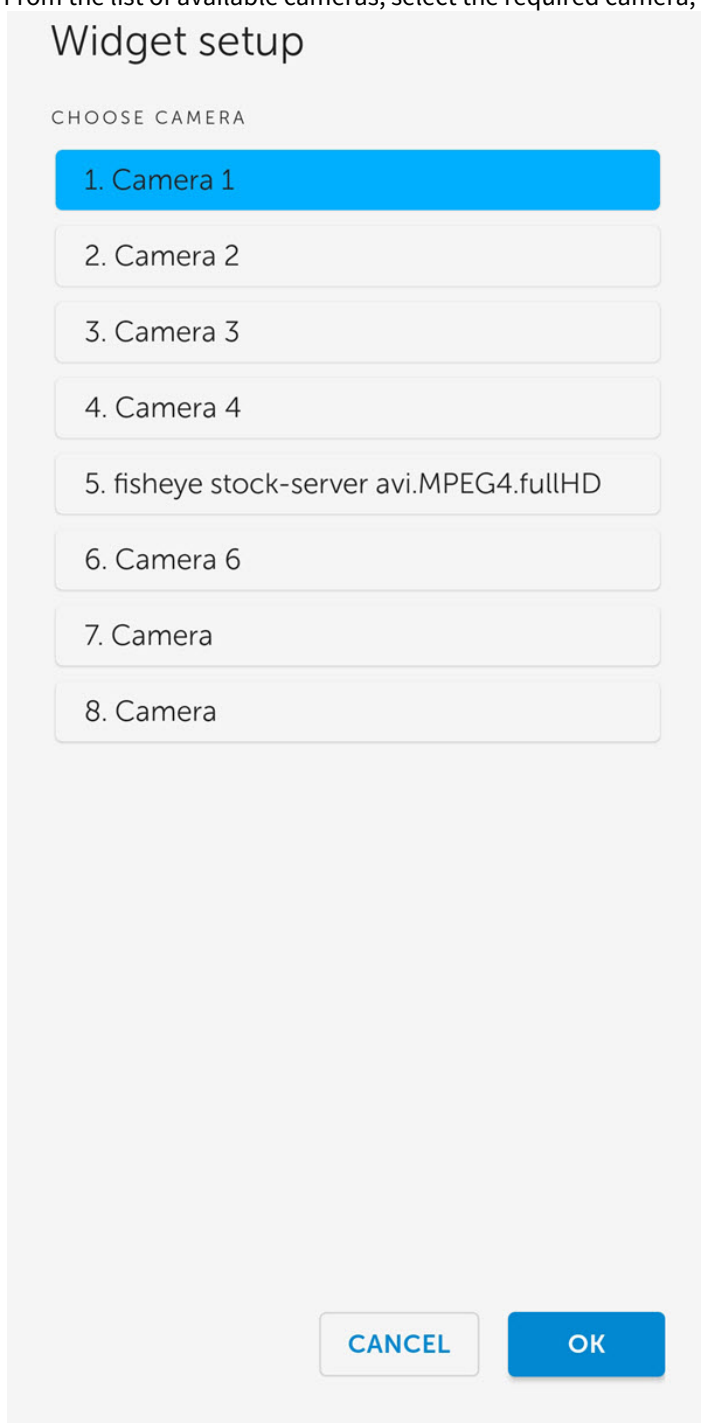 From the list of available cameras, select the required camera,
Widget setup
CHOOSE CAMERA
1. Camera 1
2. Camera 2
3. Camera 3
4. Camera 4
5. fisheye stock-server avi.MPEG4.fullHD
6. Camera 6
7. Camera
8. Camera
CANCEL OK